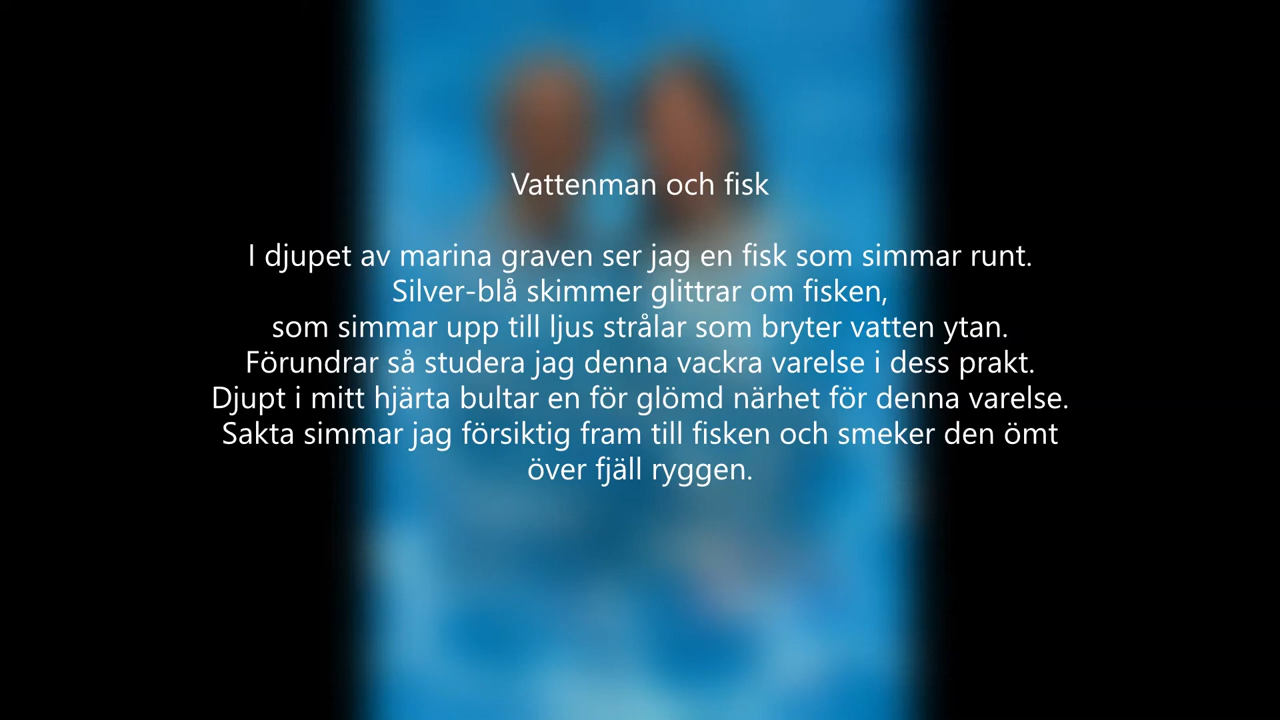 Vattenman och fisk
I djupet av marina graven ser jag en fisk som simmar runt.
Silver-blå skimmer glittrar om fisken,
som simmar upp till ljus strålar som bryter vatten ytan.
Förundrar så studera jag denna vackra varelse i dess prakt.
Djupt i mitt hjärta bultar en för glömd närhet för denna varelse.
Sakta simmar jag försiktig fram till fisken och smeker den ömt
över fjäll ryggen.